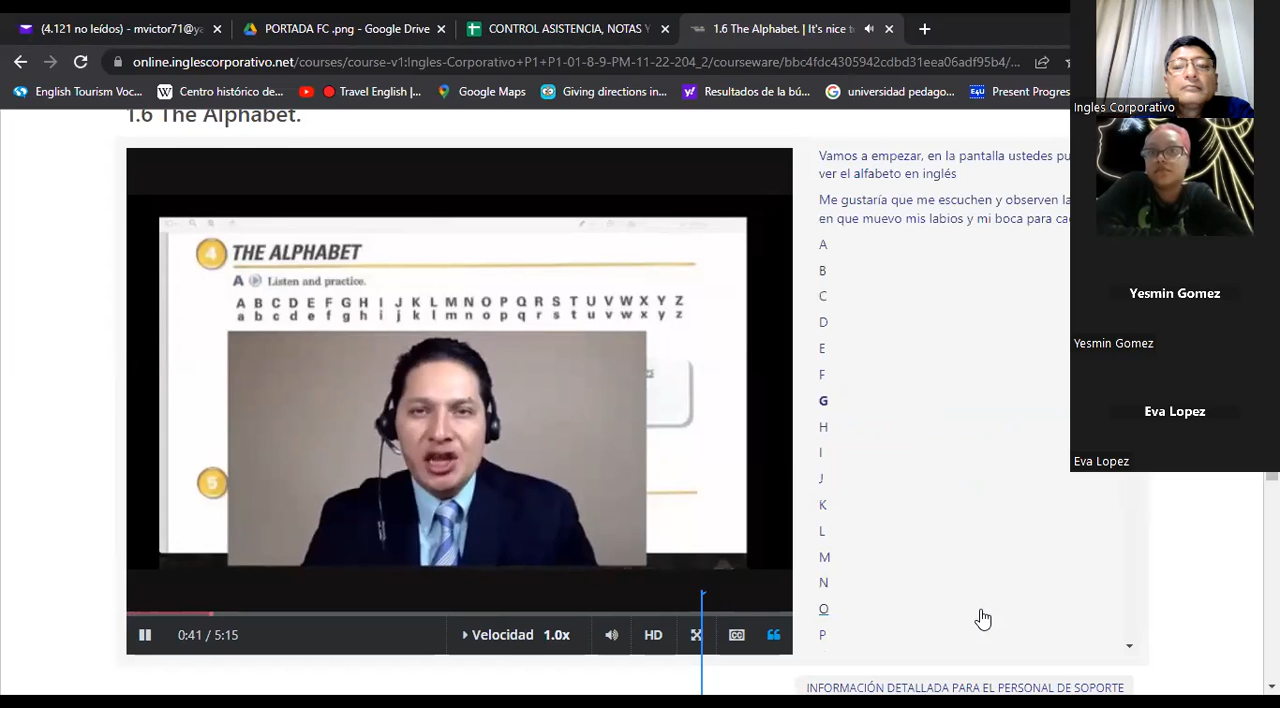 (4.121 no leídos) - mvictor71@ya
PORTADA FC .png - Google Drive
CONTROL ASISTENCIA, NOTAS Y
1.6 The Alphabet. | It's nice t
online.inglescorporativo.net/courses/course-v1:Ingles-Corporativo+P1+P1-01-8-9-PM-11-22-204_2/courseware/bbc4fdc4305942cdbd31eea06adf95b4/...
English Tourism Voc...
Centro histórico de...
Travel English |...
Google Maps
Giving directions in...
Resultados de la bú...
universidad pedago...
Present Progres
1.6 The Alphabet.
4 THE ALPHABET
A Listen and practice.
A B C D E F G H I J K L M N O P Q R S T U V W X Y Z
a b c d e f g h i j k l m n o p q r s t u v w x y z
5
0:41 / 5:15
Velocidad 1.0x
HD
CC
Vamos a empezar, en la pantalla ustedes pu
ver el alfabeto en inglés
Me gustaría que me escuchen y observen la
en que muevo mis labios y mi boca para ca
A
B
C
D
E
F
G
H
I
J
K
L
M
N
O
P
INFORMACIÓN DETALLADA PARA EL PERSONAL DE SOPORTE
Ingles Corporativo
Yesmin Gomez
Yesmin Gomez
Eva Lopez
Eva Lopez